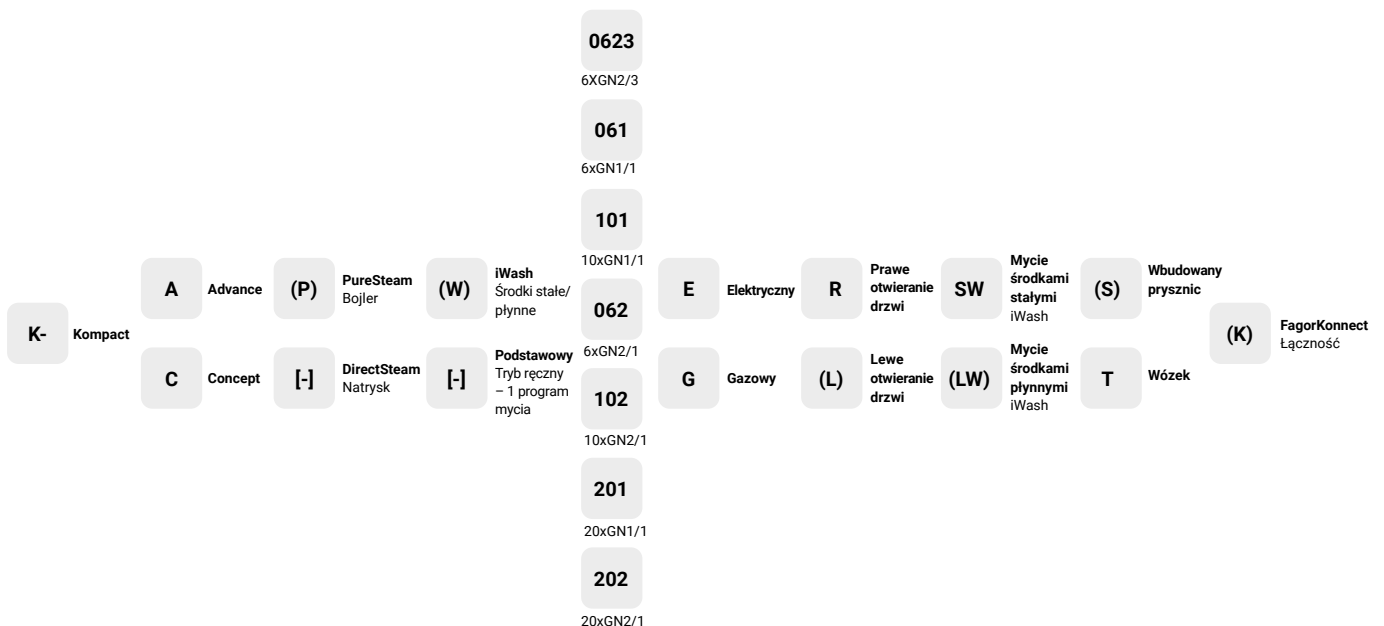 K-
Kompact
A
Advance
C
Concept
(P)
PureSteam
Bojler
[-]
DirectSteam
Natrysk
(W)
iWash
Środki stałe/
płynne
[-]
Podstawowy
Tryb ręczny
– 1 program
mycia
0623
6XGN2/3
061
6xGN1/1
101
10xGN1/1
062
6xGN2/1
102
10xGN2/1
201
20xGN1/1
202
20xGN2/1
E
Elektryczny
G
Gazowy
R
Prawe
otwieranie
drzwi
(L)
Lewe
otwieranie
drzwi
SW
Mycie
środkami
stałymi
iWash
(LW)
Mycie
środkami
płynnymi
iWash
(S)
Wbudowany
prysznic
T
Wózek
(K)
FagorKonnect
Łączność